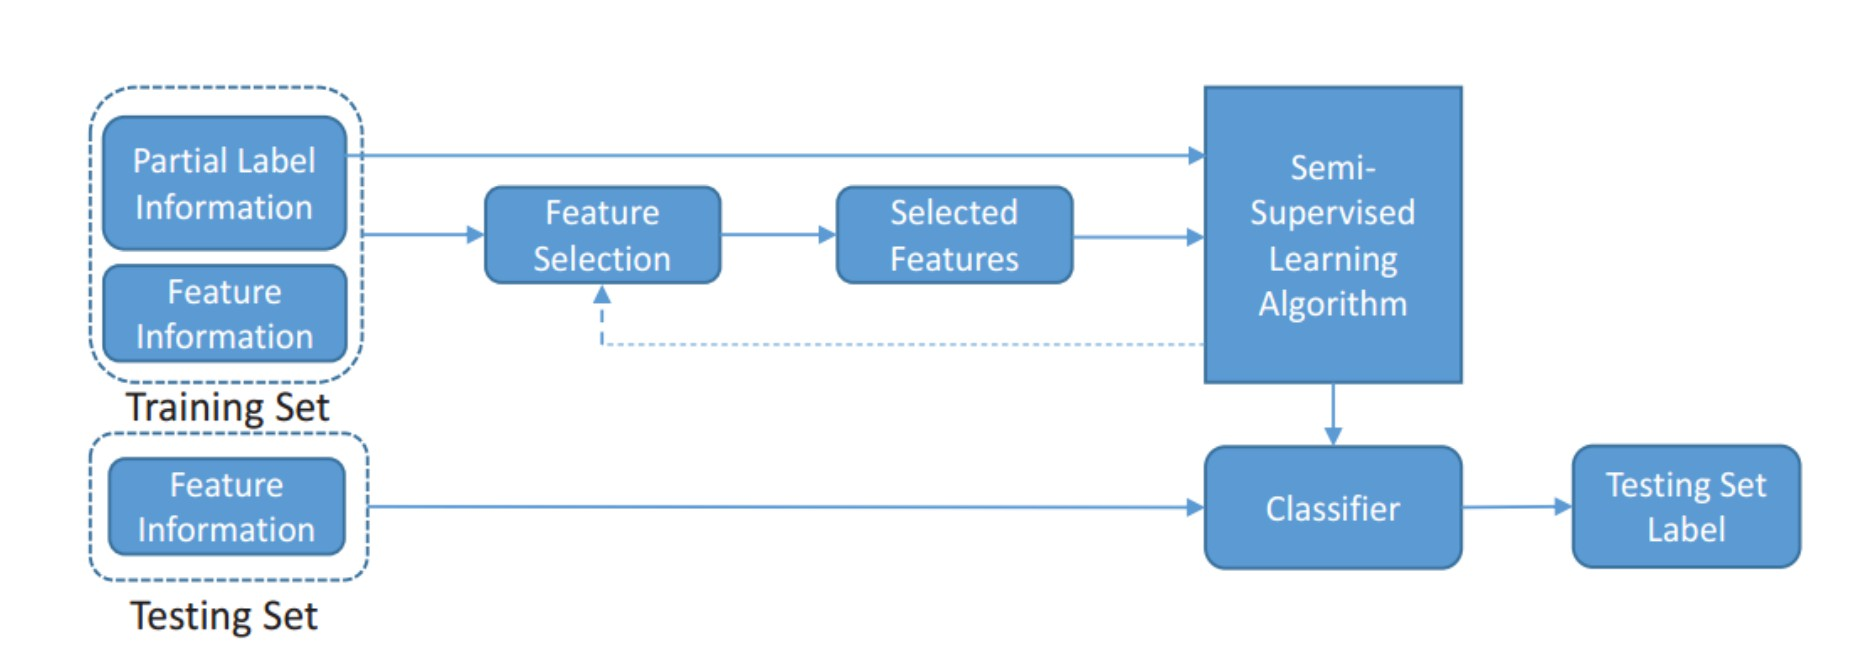 Partial Label
Information
Feature
Information
Training Set
Feature
Information
Testing Set
Feature
Selection
Selected
Features
Semi-
Supervised
Learning
Algorithm
Classifier
Testing Set
Label